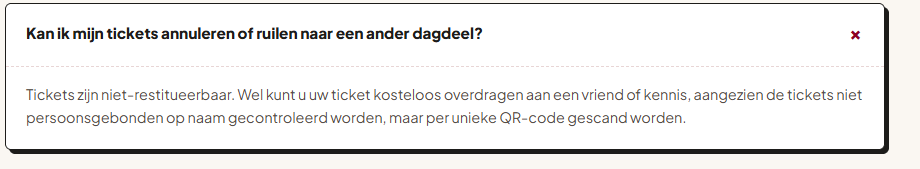 Kan ik mijn tickets annuleren of ruilen naar een ander dagdeel?
Tickets zijn niet-restitueerbaar. Wel kunt u uw ticket kosteloos overdragen aan een vriend of kennis, aangezien de tickets niet
persoonsgebonden op naam gecontroleerd worden, maar per unieke QR-code gescand worden.